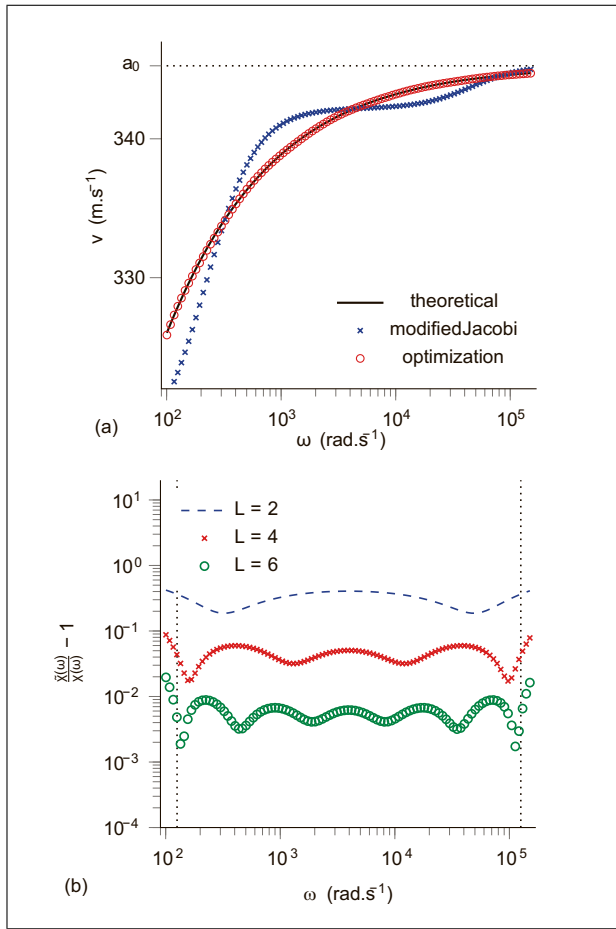 a₀
340
330
v (m.s⁻¹)
theoretical
modifiedJacobi
optimization
10² 10³ 10⁴ 10⁵
ω (rad.s⁻¹)
(a)
L = 2
L = 4
L = 6
10¹
10⁰
10⁻¹
10⁻²
10⁻³
10⁻⁴
χ̃(ω)/χ(ω) − 1
10² 10³ 10⁴ 10⁵
ω (rad.s⁻¹)
(b)